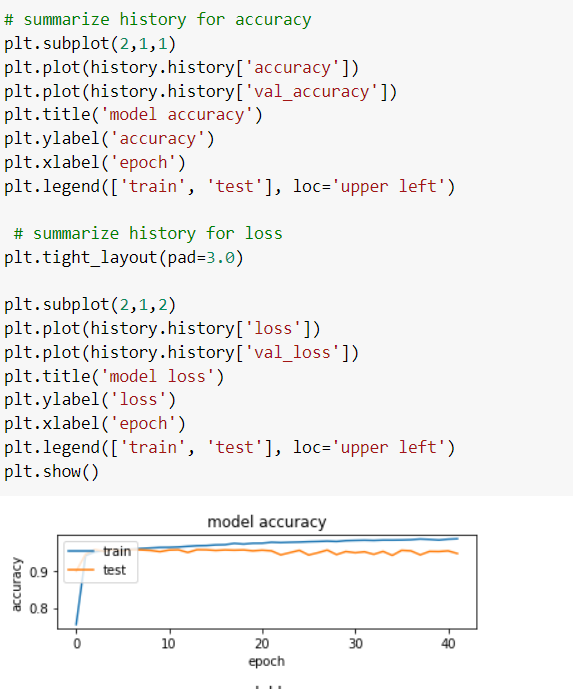 # summarize history for accuracy
plt.subplot(2,1,1)
plt.plot(history.history['accuracy'])
plt.plot(history.history['val_accuracy'])
plt.title('model accuracy')
plt.ylabel('accuracy')
plt.xlabel('epoch')
plt.legend(['train', 'test'], loc='upper left')
# summarize history for loss
plt.tight_layout(pad=3.0)
plt.subplot(2,1,2)
plt.plot(history.history['loss'])
plt.plot(history.history['val_loss'])
plt.title('model loss')
plt.ylabel('loss')
plt.xlabel('epoch')
plt.legend(['train', 'test'], loc='upper left')
plt.show()
model accuracy
train
test
accuracy
0.9
0.8
0 10 20 30 40
epoch